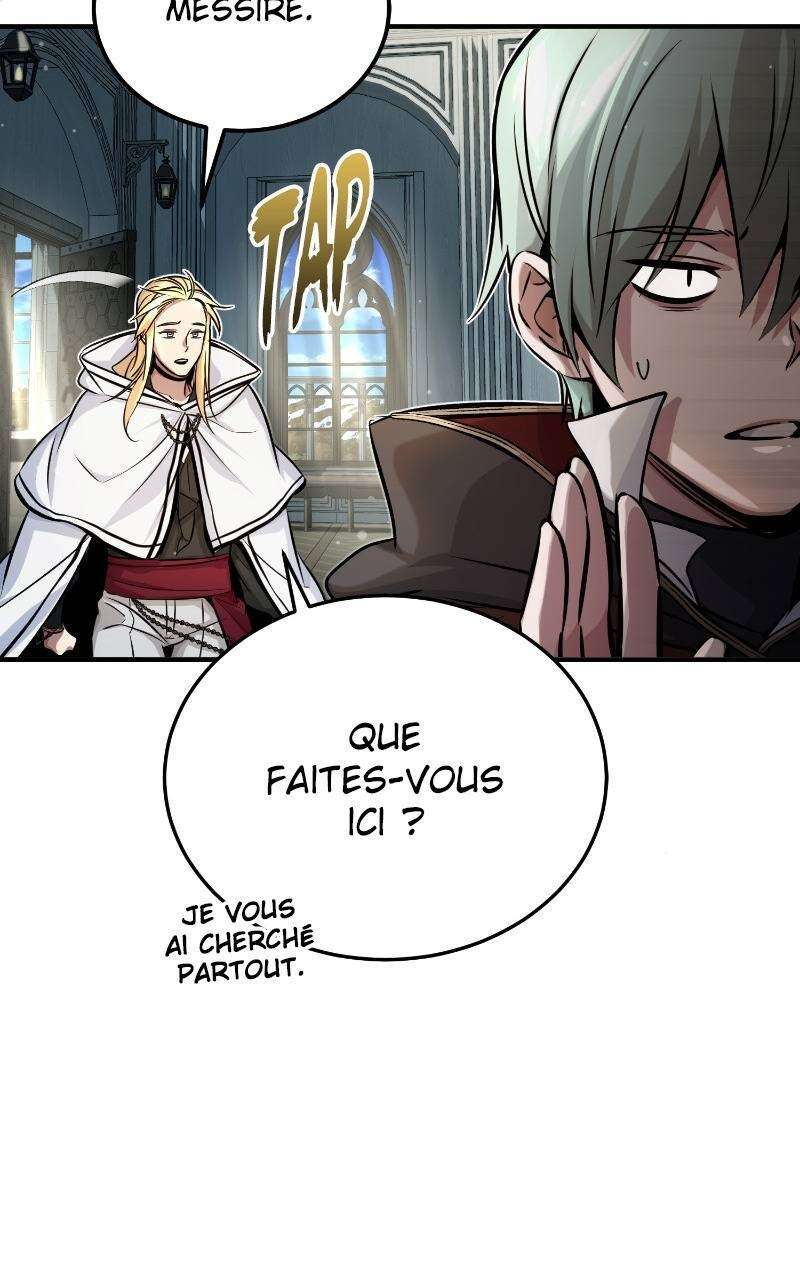 MESSIRE.
TAP
QUE
FAITES-VOUS
ICI ?
JE VOUS
AI CHERCHÉ
PARTOUT.